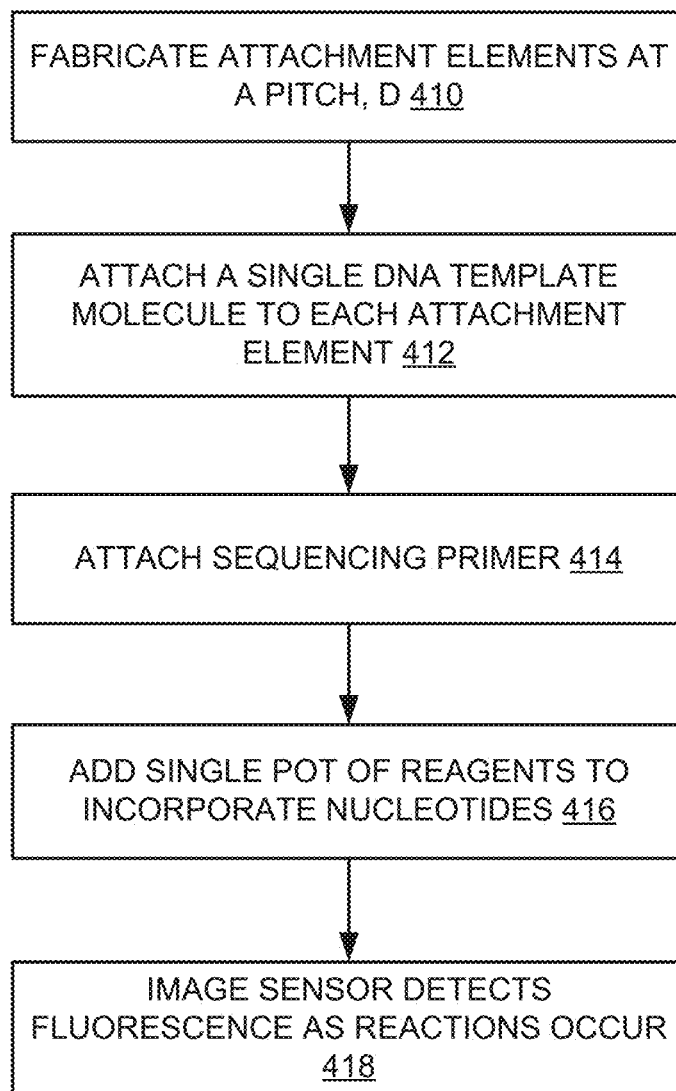 FABRICATE ATTACHMENT ELEMENTS AT
A PITCH, D 410
ATTACH A SINGLE DNA TEMPLATE
MOLECULE TO EACH ATTACHMENT
ELEMENT 412
ATTACH SEQUENCING PRIMER 414
ADD SINGLE POT OF REAGENTS TO
INCORPORATE NUCLEOTIDES 416
IMAGE SENSOR DETECTS
FLUORESCENCE AS REACTIONS OCCUR
418